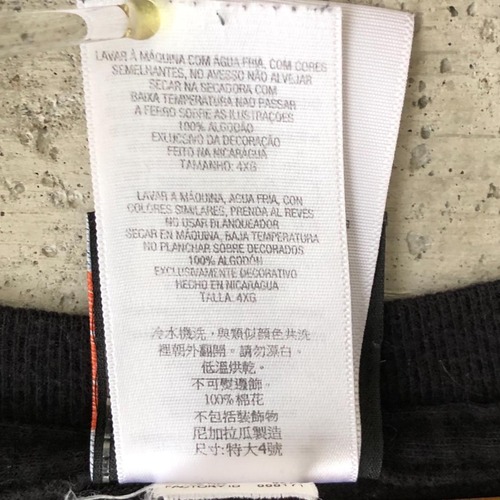 LAVAR À MÁQUINA COM ÁGUA FRIA, COM CORES
SEMELHANTES, NO AVESSO NÃO ALVEJAR
SECAR NA SECADORA COM
BAIXA TEMPERATURA NÃO PASSAR
A FERRO SOBRE AS ILUSTRAÇÕES
100% ALGODÃO
EXCLUSIVO DA DECORAÇÃO
FEITO NA NICARÁGUA
TAMANHO: 4XG
LAVAR A MÁQUINA, AGUA FRIA, CON
COLORES SIMILARES, PRENDA AL REVES
NO USAR BLANQUEADOR
SECAR EN MÁQUINA, BAJA TEMPERATURA
NO PLANCHAR SOBRE DECORADOS
100% ALGODÓN
EXCLUSIVAMENTE DECORATIVO
HECHO EN NICARAGUA
TALLA: 4XG
冷水機洗，與類似顏色共洗
裡朝外翻開。請勿漂白。
低溫烘乾。
不可熨邊飾。
100%棉花
不包括裝飾物
尼加拉瓜製造
尺寸:特大4號